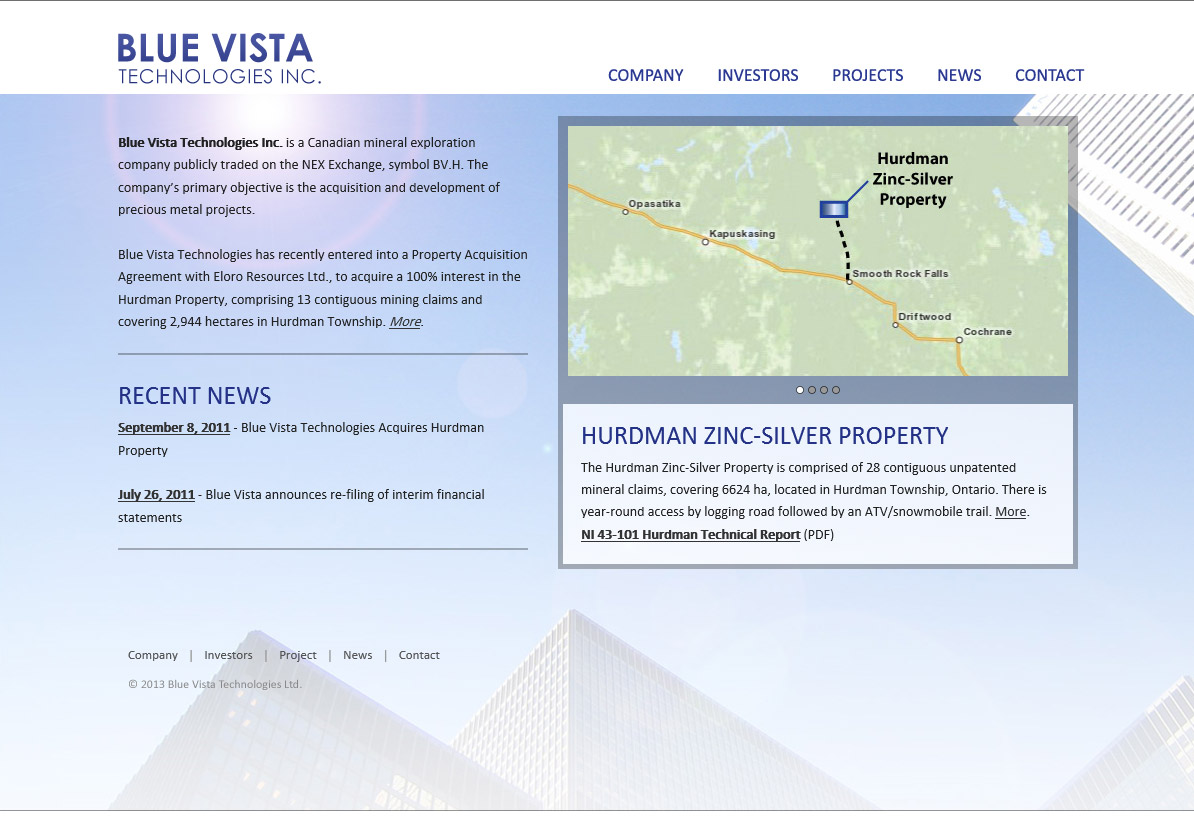 BLUE VISTA
TECHNOLOGIES INC.
COMPANY INVESTORS PROJECTS NEWS CONTACT
Blue Vista Technologies Inc. is a Canadian mineral exploration
company publicly traded on the NEX Exchange, symbol BV.H. The
company's primary objective is the acquisition and development of
precious metal projects.
Blue Vista Technologies has recently entered into a Property Acquisition
Agreement with Eloro Resources Ltd., to acquire a 100% interest in the
Hurdman Property, comprising 13 contiguous mining claims and
covering 2,944 hectares in Hurdman Township. More.
RECENT NEWS
September 8, 2011 - Blue Vista Technologies Acquires Hurdman
Property
July 26, 2011 - Blue Vista announces re-filing of interim financial
statements
Hurdman
Zinc-Silver
Property
Opasatika
Kapuskasing
Smooth Rock Falls
Driftwood
Cochrane
HURDMAN ZINC-SILVER PROPERTY
The Hurdman Zinc-Silver Property is comprised of 28 contiguous unpatented
mineral claims, covering 6624 ha, located in Hurdman Township, Ontario. There is
year-round access by logging road followed by an ATV/snowmobile trail. More.
NI 43-101 Hurdman Technical Report (PDF)
Company | Investors | Project | News | Contact
© 2013 Blue Vista Technologies Ltd.